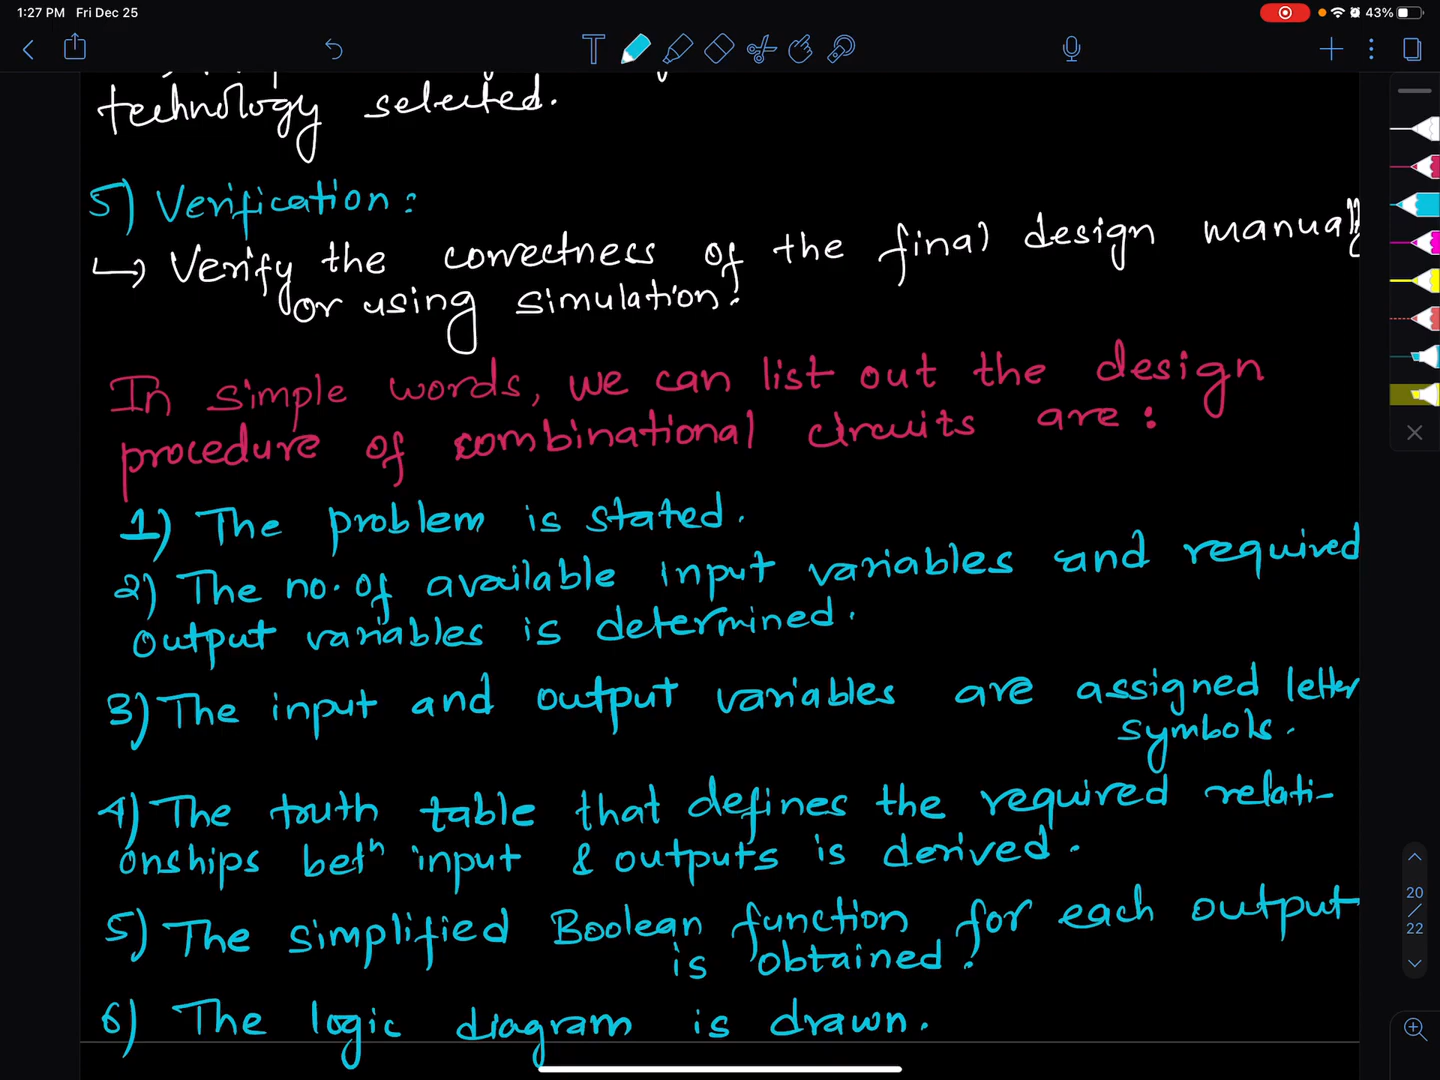 1:27 PM Fri Dec 25
43%
technology selected.
5) Verification:
↳ Verify the correctness of the final design manually
or using simulation.
In simple words, we can list out the design
procedure of combinational circuits are:
1) The problem is stated.
2) The no. of available input variables and required
output variables is determined.
3) The input and output variables are assigned letter
symbols.
4) The truth table that defines the required relati-
onships betⁿ input & outputs is derived.
5) The simplified Boolean function for each output
is obtained.
6) The logic diagram is drawn.
20
/
22